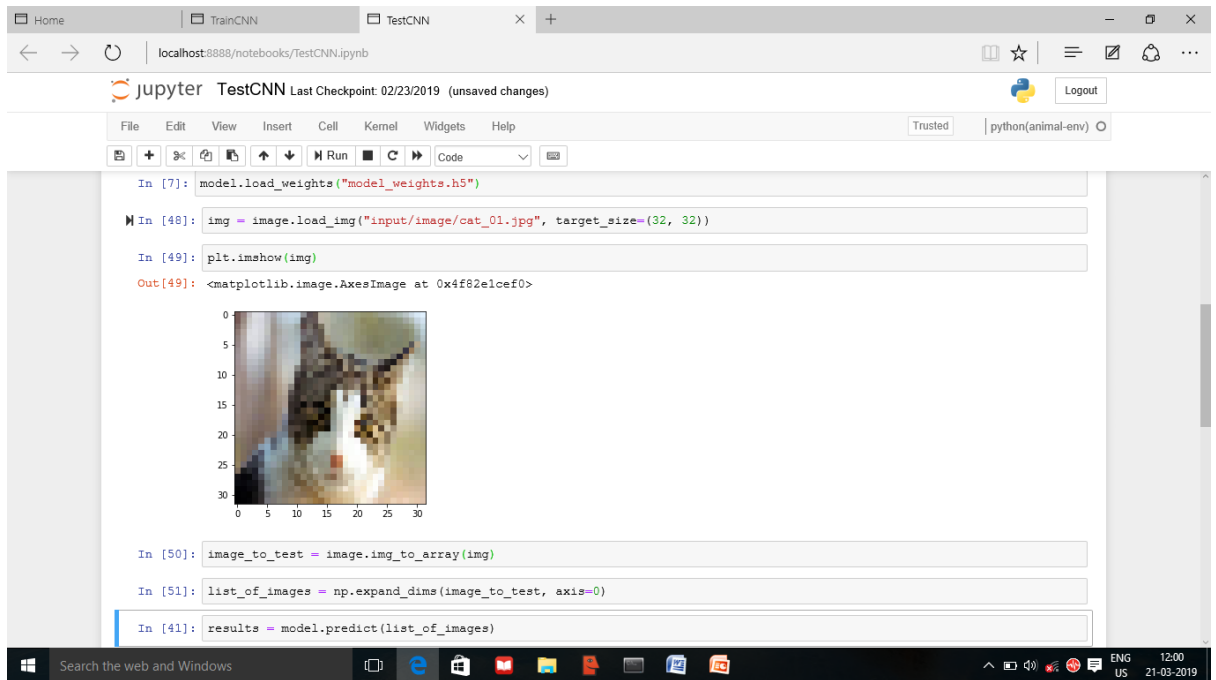 Home
TrainCNN
TestCNN
localhost:8888/notebooks/TestCNN.ipynb
jupyter TestCNN Last Checkpoint: 02/23/2019 (unsaved changes)
Logout
File Edit View Insert Cell Kernel Widgets Help
Trusted
python(animal-env)
Run
Code
In [7]: model.load_weights("model_weights.h5")
In [48]: img = image.load_img("input/image/cat_01.jpg", target_size=(32, 32))
In [49]: plt.imshow(img)
Out[49]: <matplotlib.image.AxesImage at 0x4f82e1cef0>
0
5
10
15
20
25
30
0 5 10 15 20 25 30
In [50]: image_to_test = image.img_to_array(img)
In [51]: list_of_images = np.expand_dims(image_to_test, axis=0)
In [41]: results = model.predict(list_of_images)
Search the web and Windows
ENG 12:00
US 21-03-2019